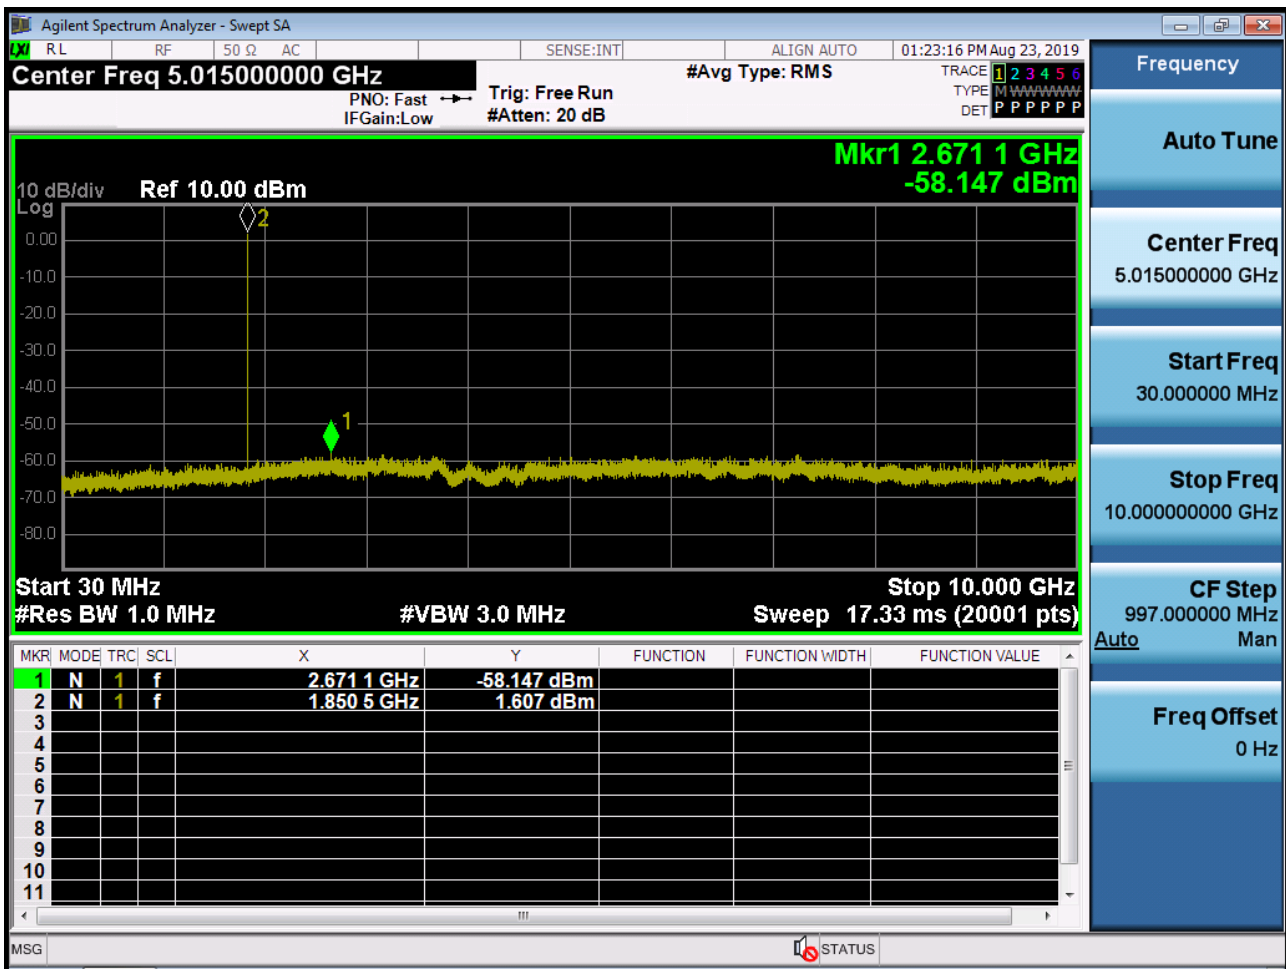 Agilent Spectrum Analyzer - Swept SA
LXI RL RF 50 Ω AC SENSE:INT ALIGN AUTO 01:23:16 PM Aug 23, 2019
Center Freq 5.015000000 GHz
PNO: Fast
IFGain:Low
Trig: Free Run
#Atten: 20 dB
#Avg Type: RMS
TRACE 1 2 3 4 5 6
TYPE M WWWWW
DET P P P P P P
Mkr1 2.671 1 GHz
-58.147 dBm
10 dB/div Ref 10.00 dBm
Log
2
0.00
-10.0
-20.0
-30.0
-40.0
-50.0
1
-60.0
-70.0
-80.0
Start 30 MHz Stop 10.000 GHz
#Res BW 1.0 MHz #VBW 3.0 MHz Sweep 17.33 ms (20001 pts)
MKR MODE TRC SCL X Y FUNCTION FUNCTION WIDTH FUNCTION VALUE
1 N 1 f 2.671 1 GHz -58.147 dBm
2 N 1 f 1.850 5 GHz 1.607 dBm
3
4
5
6
7
8
9
10
11
MSG STATUS
Frequency
Auto Tune
Center Freq
5.015000000 GHz
Start Freq
30.000000 MHz
Stop Freq
10.000000000 GHz
CF Step
997.000000 MHz
Auto Man
Freq Offset
0 Hz